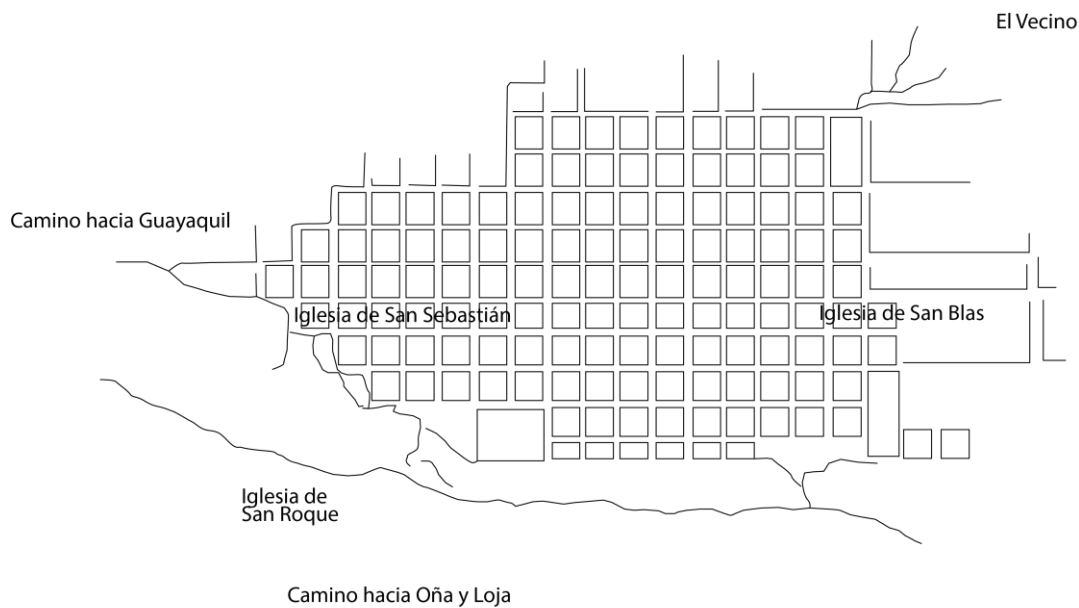 El Vecino
Camino hacia Guayaquil
Iglesia de San Sebastián
Iglesia de San Blas
Iglesia de
San Roque
Camino hacia Oña y Loja